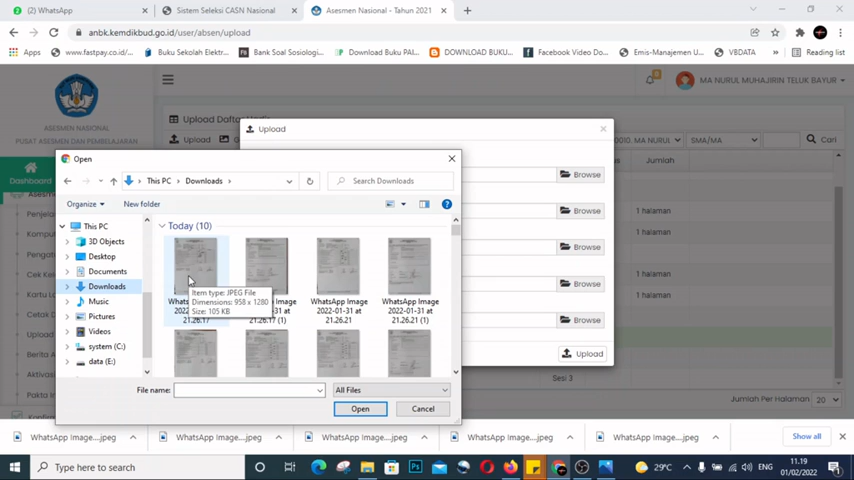 (2) WhatsApp
Sistem Seleksi CASN Nasional
Asesmen Nasional - Tahun 2021
anbk.kemdikbud.go.id/user/absen/upload
Apps
www.fastpay.co.id/...
Buku Sekolah Elektr...
Bank Soal Sosiologi...
Download Buku PAI...
DOWNLOAD BUKU...
Facebook Video Do...
Emis-Manajemen U...
VBDATA
Reading list
MA NURUL MUHAJIRIN TELUK BAYUR
ASESMEN NASIONAL
PUSAT ASESMEN DAN PEMBELAJARAN
Dashboard
Upload Daftar Hadir
Upload
Upload
0010. MA NURUL
SMA/MA
Cari
Jumlah
Open
This PC
Downloads
Search Downloads
Browse
Organize
New folder
Browse
1 halaman
This PC
3D Objects
Desktop
Documents
Downloads
Music
Pictures
Videos
system (C:)
data (E:)
Today (10)
Item type: JPEG File
Dimensions: 958 x 1280
Size: 105 KB
21.26.17
2022-01-31 at
21.26.17 (1)
WhatsApp Image
2022-01-31 at
21.26.21
WhatsApp Image
2022-01-31 at
21.26.21 (1)
Browse
1 halaman
Browse
1 halaman
Browse
Upload
Sesi 3
File name:
All Files
Open
Cancel
Jumlah Per Halaman
20
WhatsApp Image....jpeg
WhatsApp Image....jpeg
WhatsApp Image....jpeg
WhatsApp Image....jpeg
WhatsApp Image....jpeg
Show all
Type here to search
29°C
ENG
11.19
01/02/2022